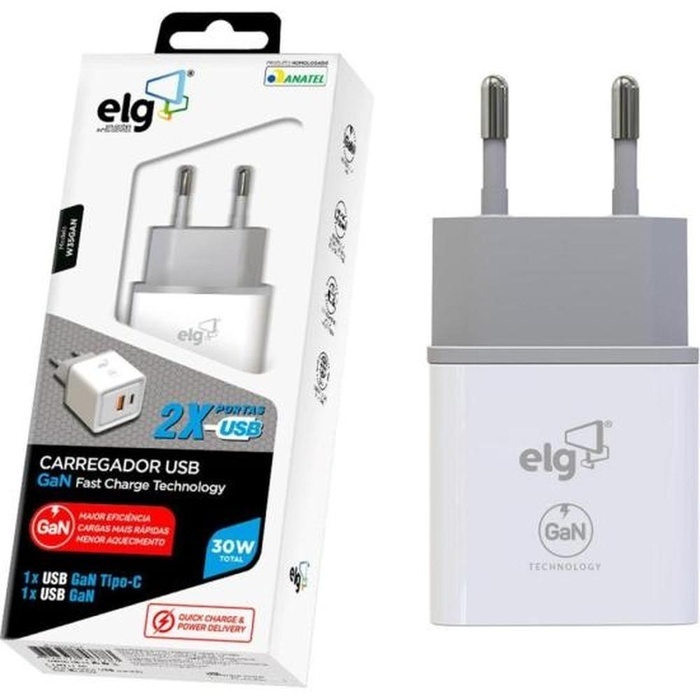 elg
PRODUTO HOMOLOGADO
ANATEL
Modelo
W35GAN
elg
2X PORTAS
USB
CARREGADOR USB
GaN Fast Charge Technology
GaN
MAIOR EFICIÊNCIA
CARGAS MAIS RÁPIDAS
MENOR AQUECIMENTO
30W
TOTAL
1x USB GaN Tipo-C
1x USB GaN
QUICK CHARGE &
POWER DELIVERY
elg
elg
GaN
TECHNOLOGY